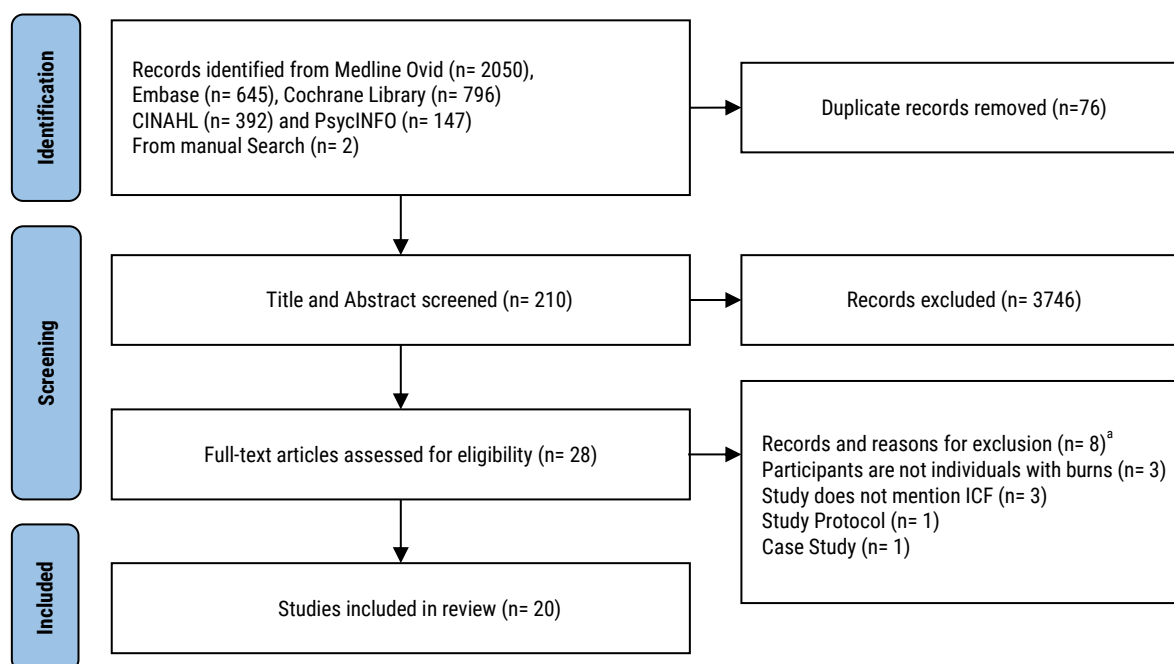 Identification
Records identified from Medline Ovid (n= 2050),
Embase (n= 645), Cochrane Library (n= 796)
CINAHL (n= 392) and PsycINFO (n= 147)
From manual Search (n= 2)
Duplicate records removed (n=76)
Screening
Title and Abstract screened (n= 210)
Records excluded (n= 3746)
Full-text articles assessed for eligibility (n= 28)
Records and reasons for exclusion (n= 8)ª
Participants are not individuals with burns (n= 3)
Study does not mention ICF (n= 3)
Study Protocol (n= 1)
Case Study (n= 1)
Included
Studies included in review (n= 20)